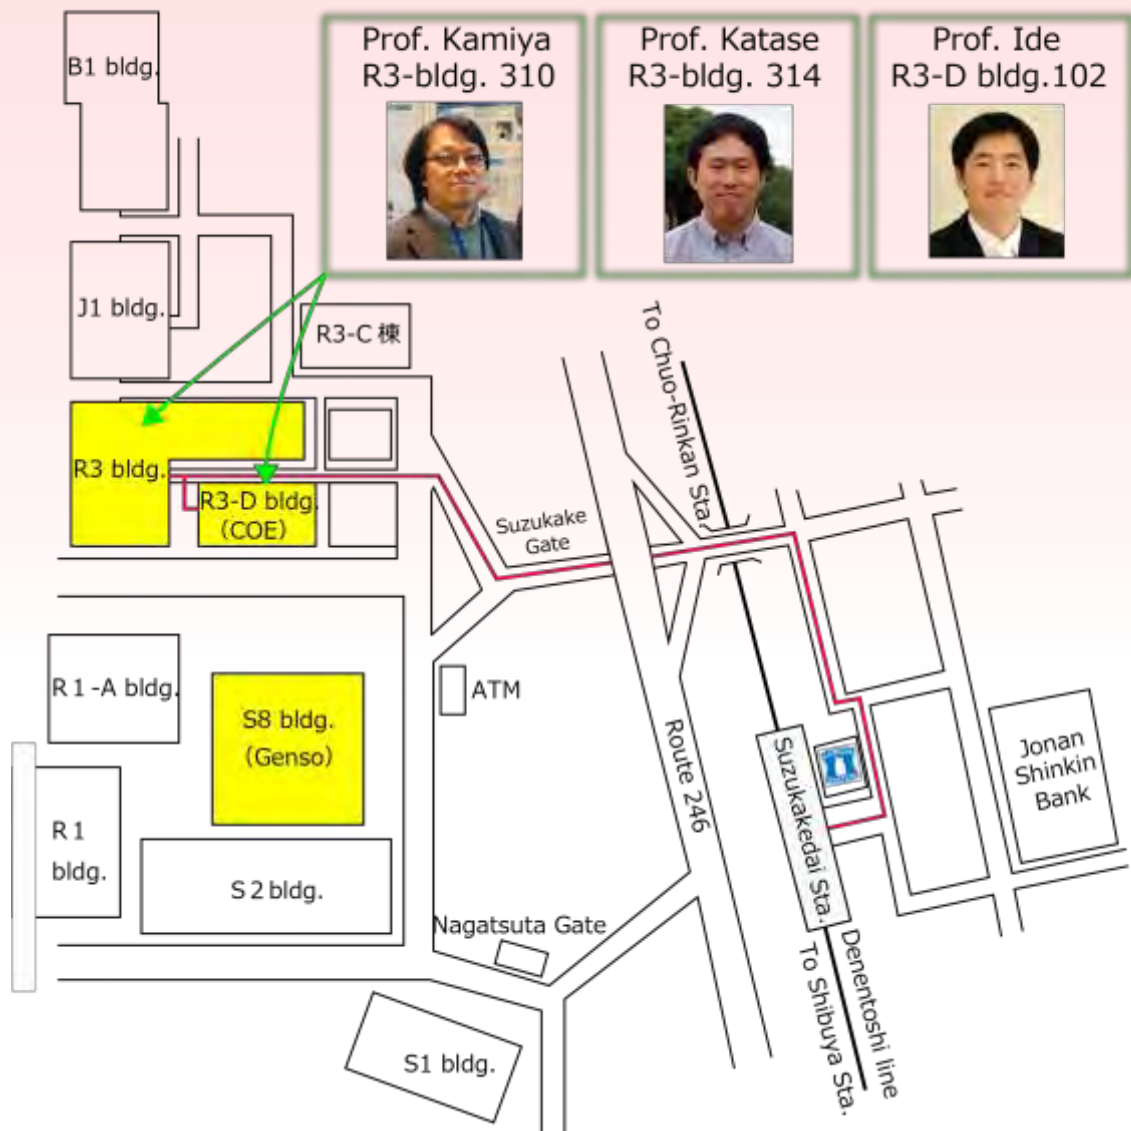 Prof. Kamiya
R3-bldg. 310
Prof. Katase
R3-bldg. 314
Prof. Ide
R3-D bldg.102
B1 bldg.
J1 bldg.
R3-C 棟
To Chuo-Rinkan Sta.
R3 bldg.
R3-D bldg.
(COE)
Suzukake
Gate
R1-A bldg.
S8 bldg.
(Genso)
ATM
Route 246
Suzukakedai Sta.
Jonan
Shinkin
Bank
R1
bldg.
S2 bldg.
Nagatsuta Gate
S1 bldg.
Denentoshi line
To Shibuya Sta.